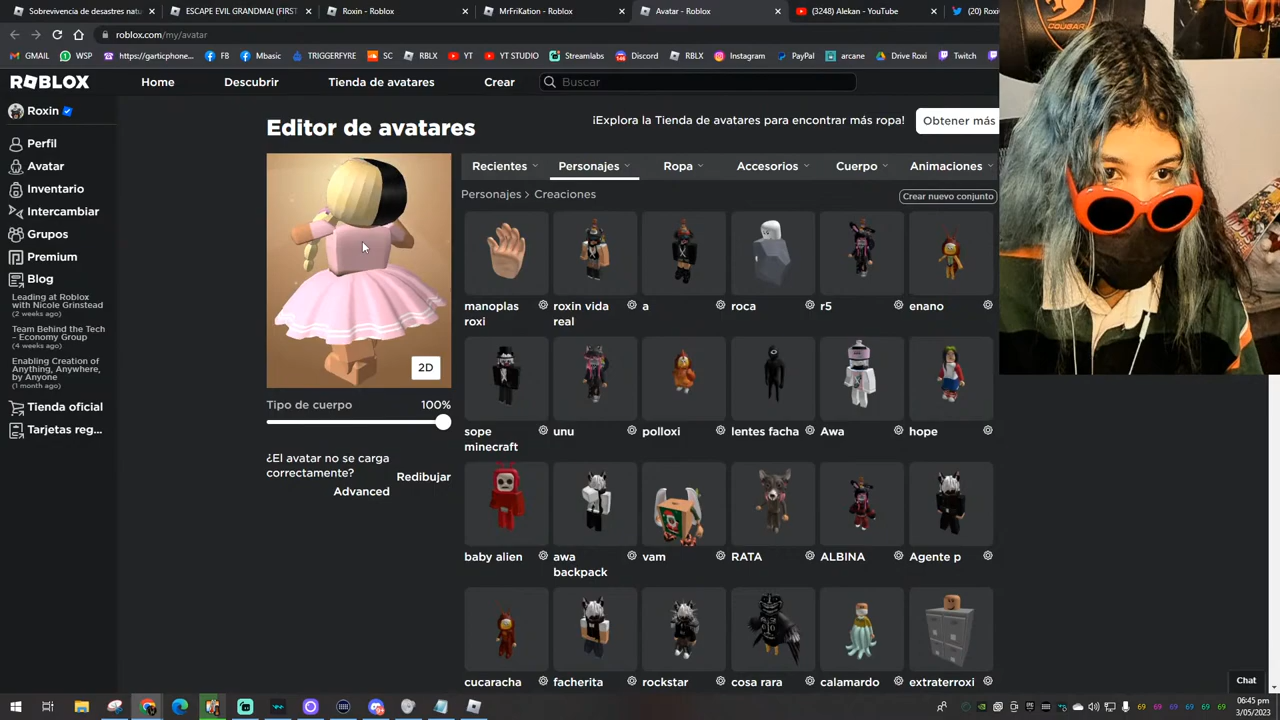 Sobrevivencia de desastres natu
ESCAPE EVIL GRANDMA! (FIRST
Roxin - Roblox
MrFriKation - Roblox
Avatar - Roblox
(3248) Alekan - YouTube
(20) Roxi
roblox.com/my/avatar
GMAIL
WSP
https://garticphone...
FB
Mbasic
TRIGGERFYRE
SC
RBLX
YT
YT STUDIO
Streamlabs
Discord
RBLX
Instagram
PayPal
arcane
Drive Roxi
Twitch
ROBLOX
Home
Descubrir
Tienda de avatares
Crear
Buscar
COUGAR
Roxin
Perfil
Avatar
Inventario
Intercambiar
Grupos
Premium
Blog
Leading at Roblox
with Nicole Grinstead
(2 weeks ago)
Team Behind the Tech
– Economy Group
(4 weeks ago)
Enabling Creation of
Anything, Anywhere,
by Anyone
(1 month ago)
Tienda oficial
Tarjetas reg...
Editor de avatares
¡Explora la Tienda de avatares para encontrar más ropa!
Obtener más
2D
Tipo de cuerpo
100%
¿El avatar no se carga
correctamente?
Redibujar
Advanced
Recientes
Personajes
Ropa
Accesorios
Cuerpo
Animaciones
Personajes > Creaciones
Crear nuevo conjunto
manoplas
roxi
roxin vida
real
a
roca
r5
enano
sope
minecraft
unu
polloxi
lentes facha
Awa
hope
baby alien
awa
backpack
vam
RATA
ALBINA
Agente p
cucaracha
facherita
rockstar
cosa rara
calamardo
extraterroxi
Chat
69
69
69
69
69
06:45 pm
3/05/2023